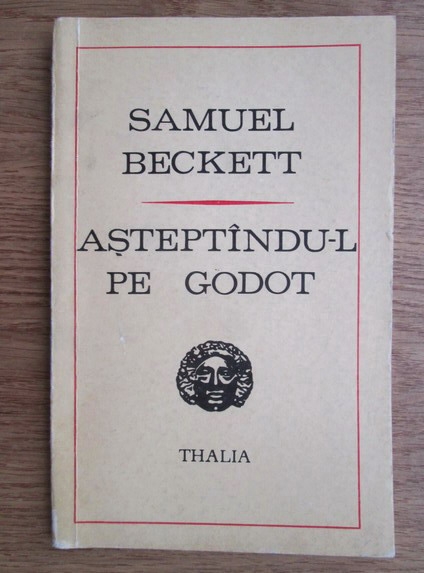 SAMUEL
BECKETT
AȘTEPTÎNDU-L
PE GODOT
THALIA